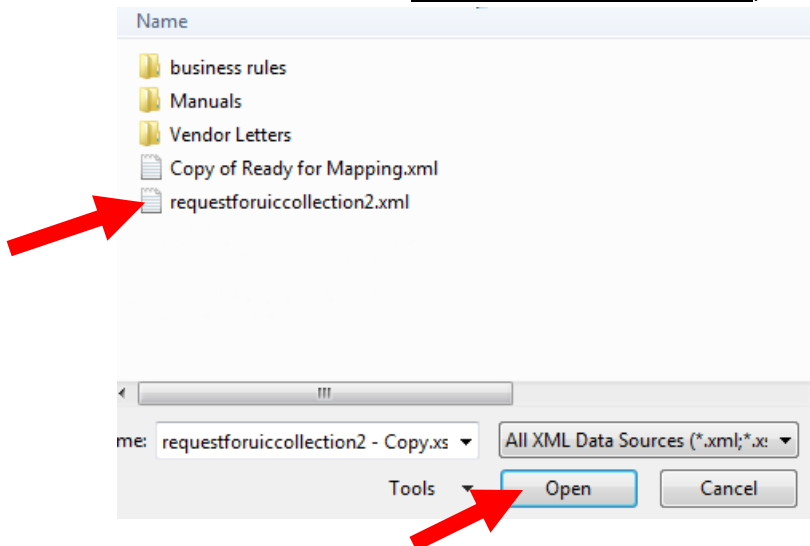 Name
business rules
Manuals
Vendor Letters
Copy of Ready for Mapping.xml
requestforuiccollection2.xml
me: requestforuiccollection2 - Copy.xs All XML Data Sources (*.xml;*.x
Tools Open Cancel